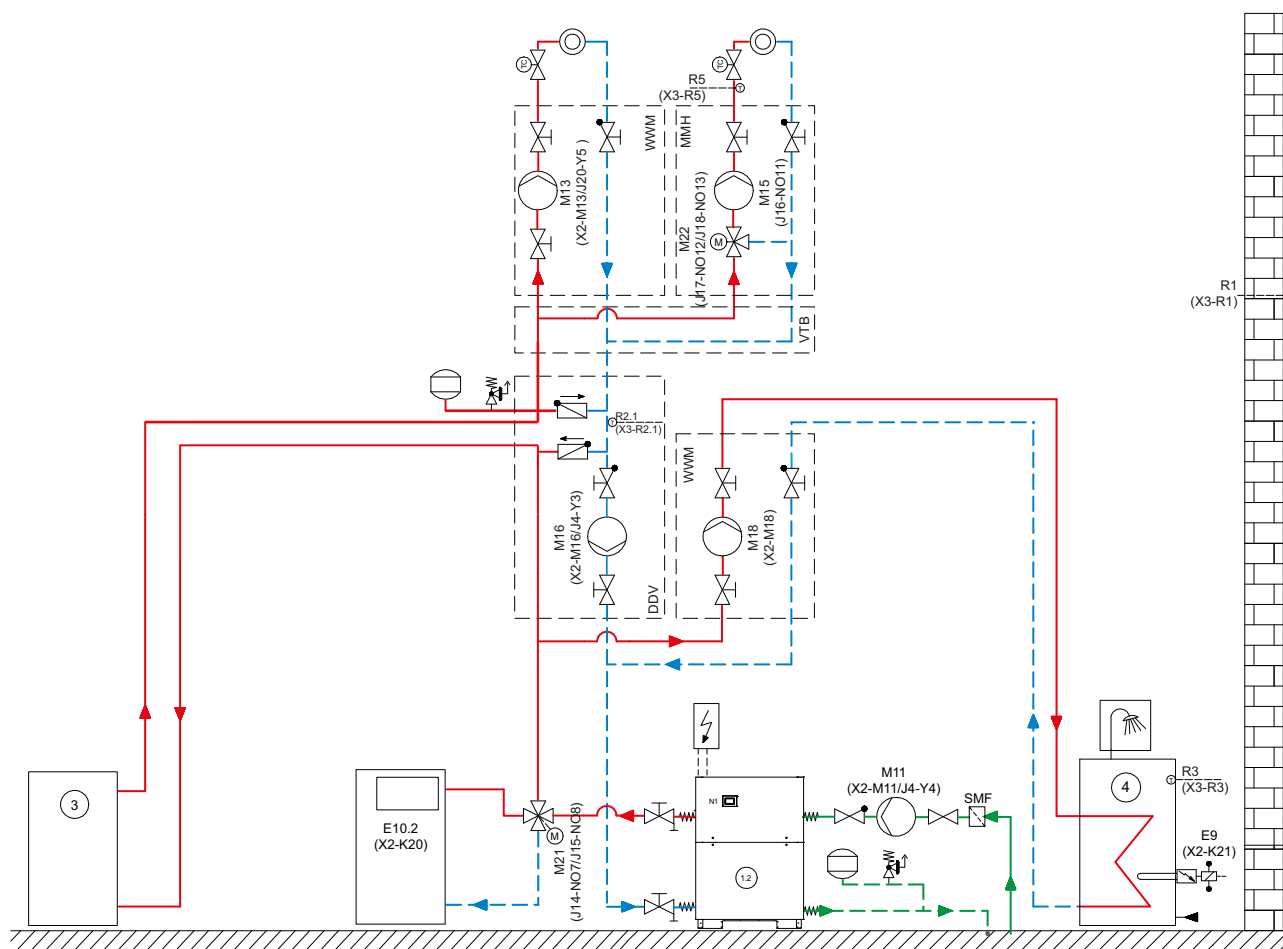 TC
TC
R5
(X3-R5)
T
WWM
MMH
M13
(X2-M13/J20-Y5 )
M15
(J16-NO11)
M22
(J17-NO12/J18-NO13)
M
R1
(X3-R1)
VTB
T
R2.1
(X3-R2.1)
M16
(X2-M16/J4-Y3)
DDV
WWM
M18
(X2-M18)
3
E10.2
(X2-K20)
M
M21
(J14-NO7/J15-NO8)
N1
1.2
M11
(X2-M11/J4-Y4)
SMF
4
T
R3
(X3-R3)
E9
(X2-K21)